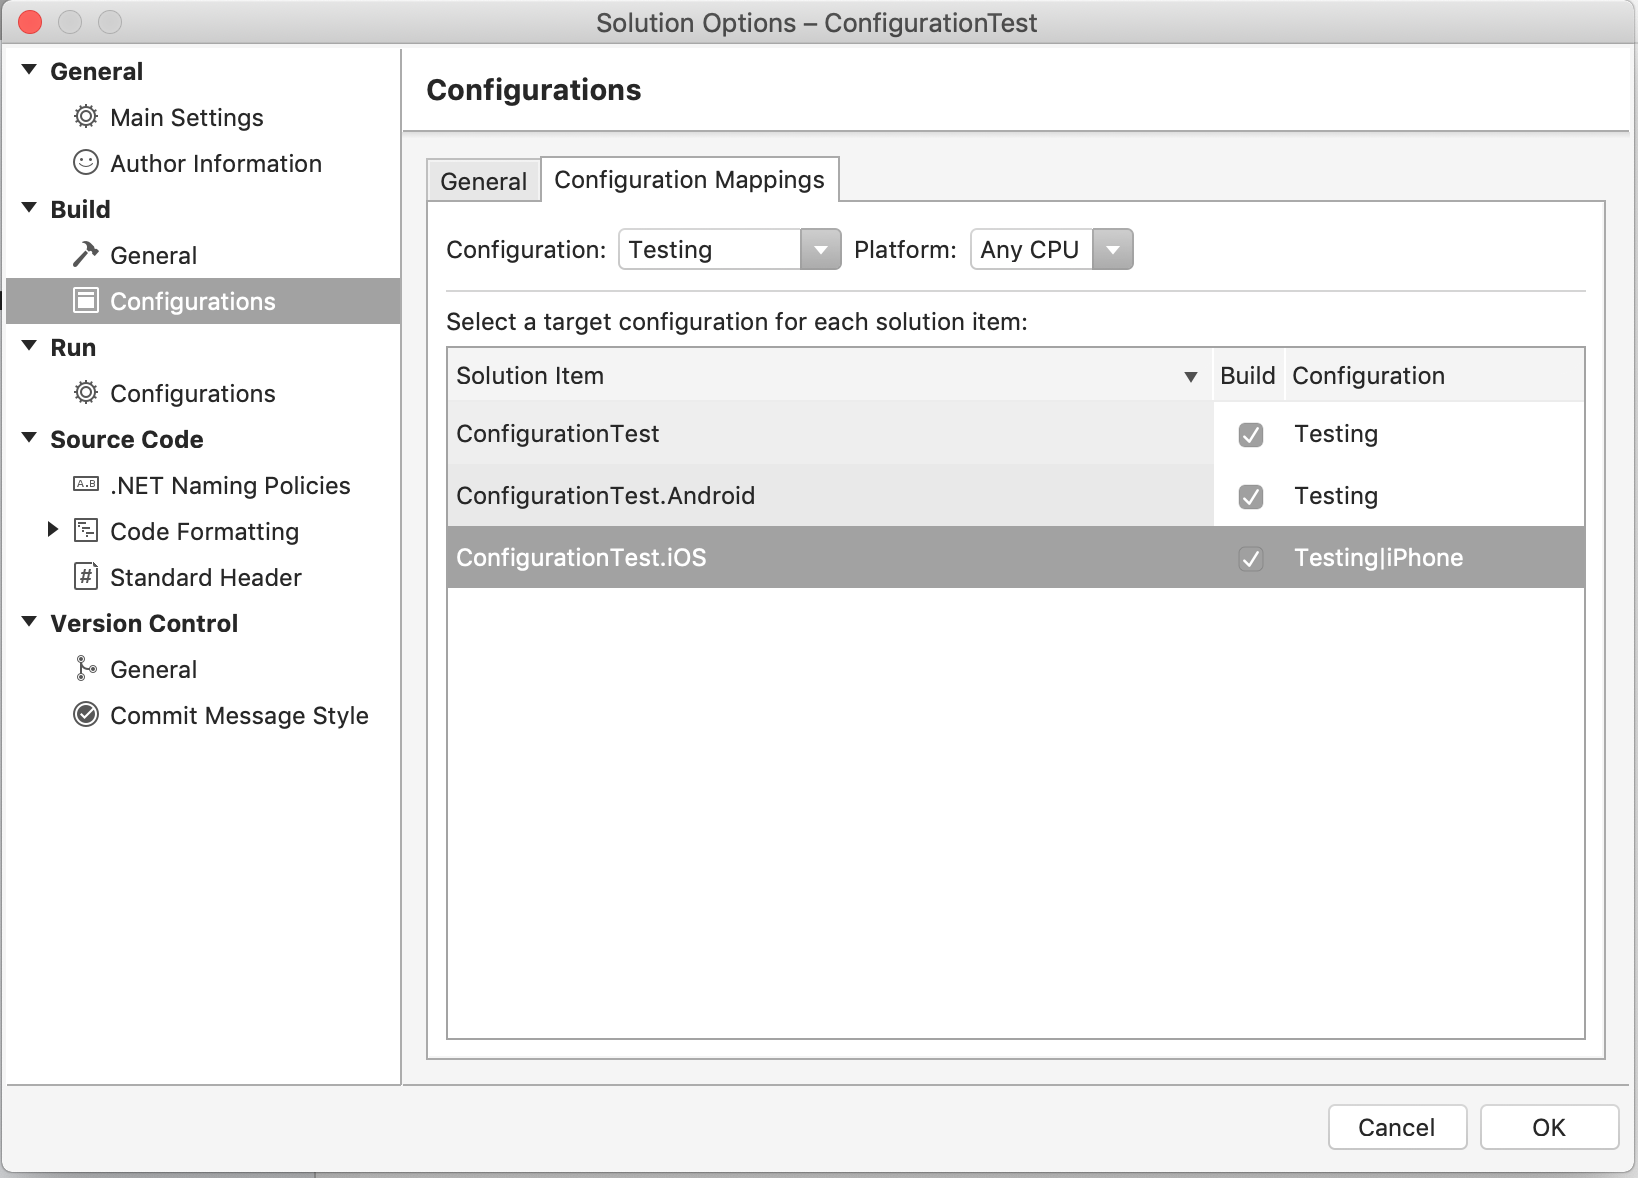 Solution Options – ConfigurationTest
General
Main Settings
Author Information
Build
General
Configurations
Run
Configurations
Source Code
A.B .NET Naming Policies
Code Formatting
# Standard Header
Version Control
General
Commit Message Style
Configurations
General Configuration Mappings
Configuration: Testing Platform: Any CPU
Select a target configuration for each solution item:
Solution Item Build Configuration
ConfigurationTest Testing
ConfigurationTest.Android Testing
ConfigurationTest.iOS Testing|iPhone
Cancel OK